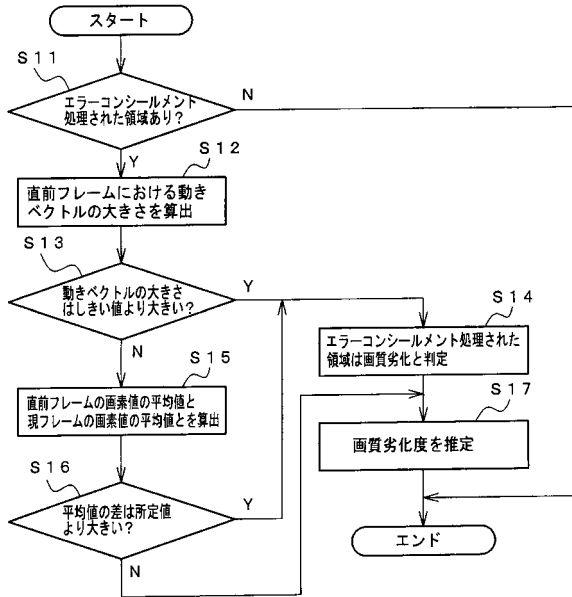 スタート
S11
エラーコンシールメント
処理された領域あり?
N
Y
S12
直前フレームにおける動き
ベクトルの大きさを算出
S13
動きベクトルの大きさ
はしきい値より大きい?
Y
N
S14
エラーコンシールメント処理された
領域は画質劣化と判定
S15
直前フレームの画素値の平均値と
現フレームの画素値の平均値とを算出
S17
画質劣化度を推定
S16
平均値の差は所定値
より大きい?
Y
N
エンド